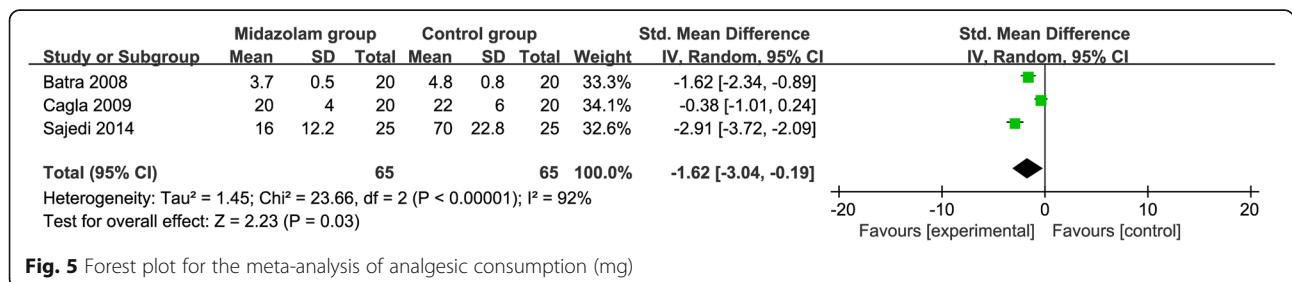 Midazolam group Control group Std. Mean Difference Std. Mean Difference
Study or Subgroup Mean SD Total Mean SD Total Weight IV, Random, 95% CI IV, Random, 95% CI
Batra 2008 3.7 0.5 20 4.8 0.8 20 33.3% -1.62 [-2.34, -0.89]
Cagla 2009 20 4 20 22 6 20 34.1% -0.38 [-1.01, 0.24]
Sajedi 2014 16 12.2 25 70 22.8 25 32.6% -2.91 [-3.72, -2.09]
Total (95% CI) 65 65 100.0% -1.62 [-3.04, -0.19]
Heterogeneity: Tau² = 1.45; Chi² = 23.66, df = 2 (P < 0.00001); I² = 92%
Test for overall effect: Z = 2.23 (P = 0.03)
-20 -10 0 10 20
Favours [experimental] Favours [control]
Fig. 5 Forest plot for the meta-analysis of analgesic consumption (mg)